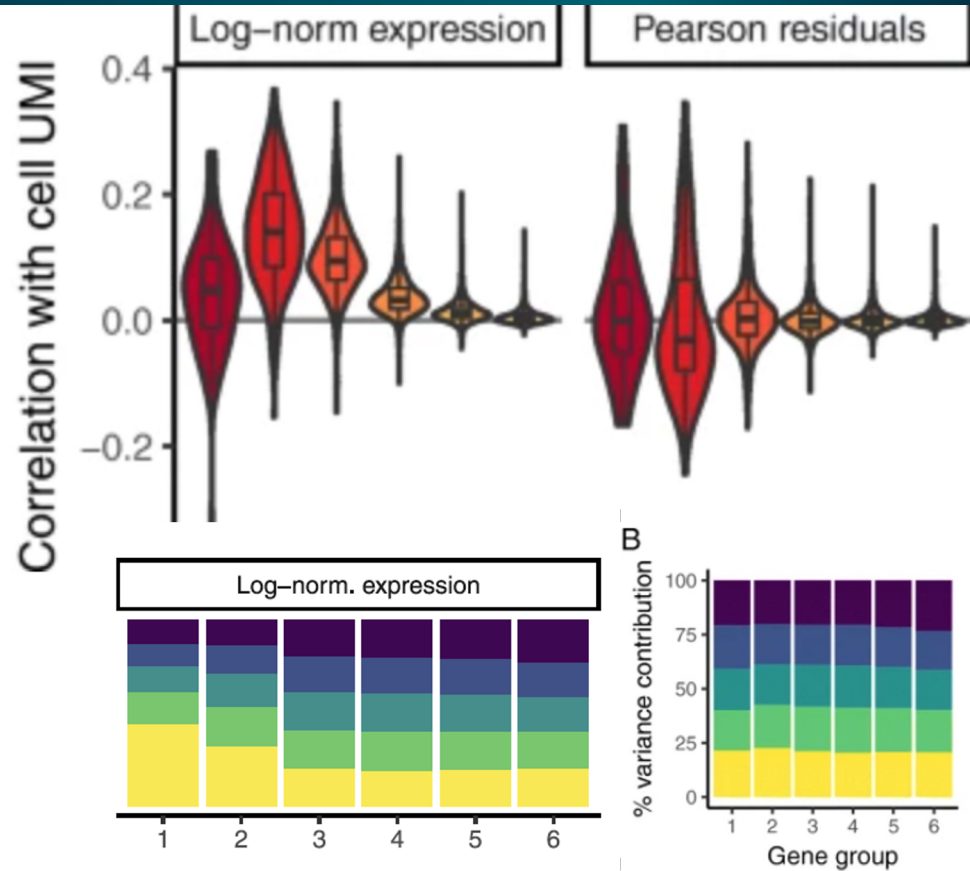 Log–norm expression
Pearson residuals
Correlation with cell UMI
0.4
0.2
0.0
−0.2
Log–norm. expression
1 2 3 4 5 6
B
% variance contribution
100
75
50
25
0
1 2 3 4 5 6
Gene group